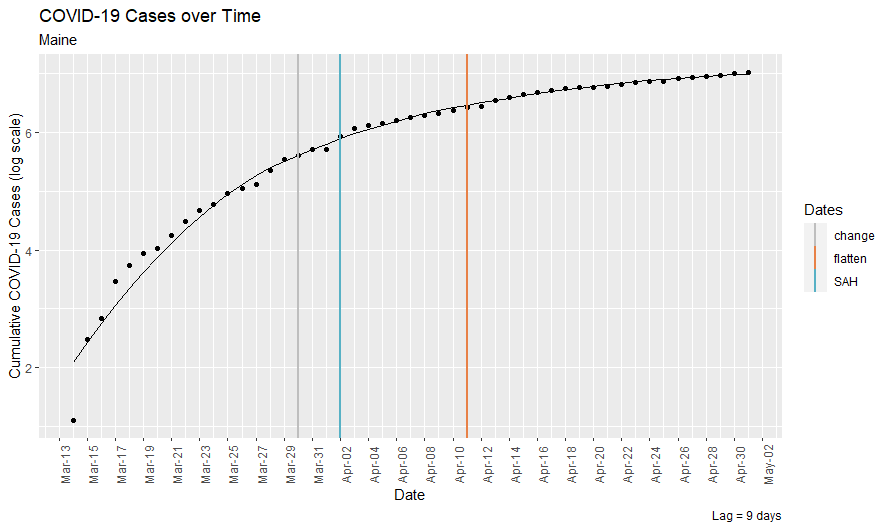 COVID-19 Cases over Time
Maine
Cumulative COVID-19 Cases (log scale)
6
4
2
Mar-13
Mar-15
Mar-17
Mar-19
Mar-21
Mar-23
Mar-25
Mar-27
Mar-29
Mar-31
Apr-02
Apr-04
Apr-06
Apr-08
Apr-10
Apr-12
Apr-14
Apr-16
Apr-18
Apr-20
Apr-22
Apr-24
Apr-26
Apr-28
Apr-30
May-02
Date
Dates
change
flatten
SAH
Lag = 9 days